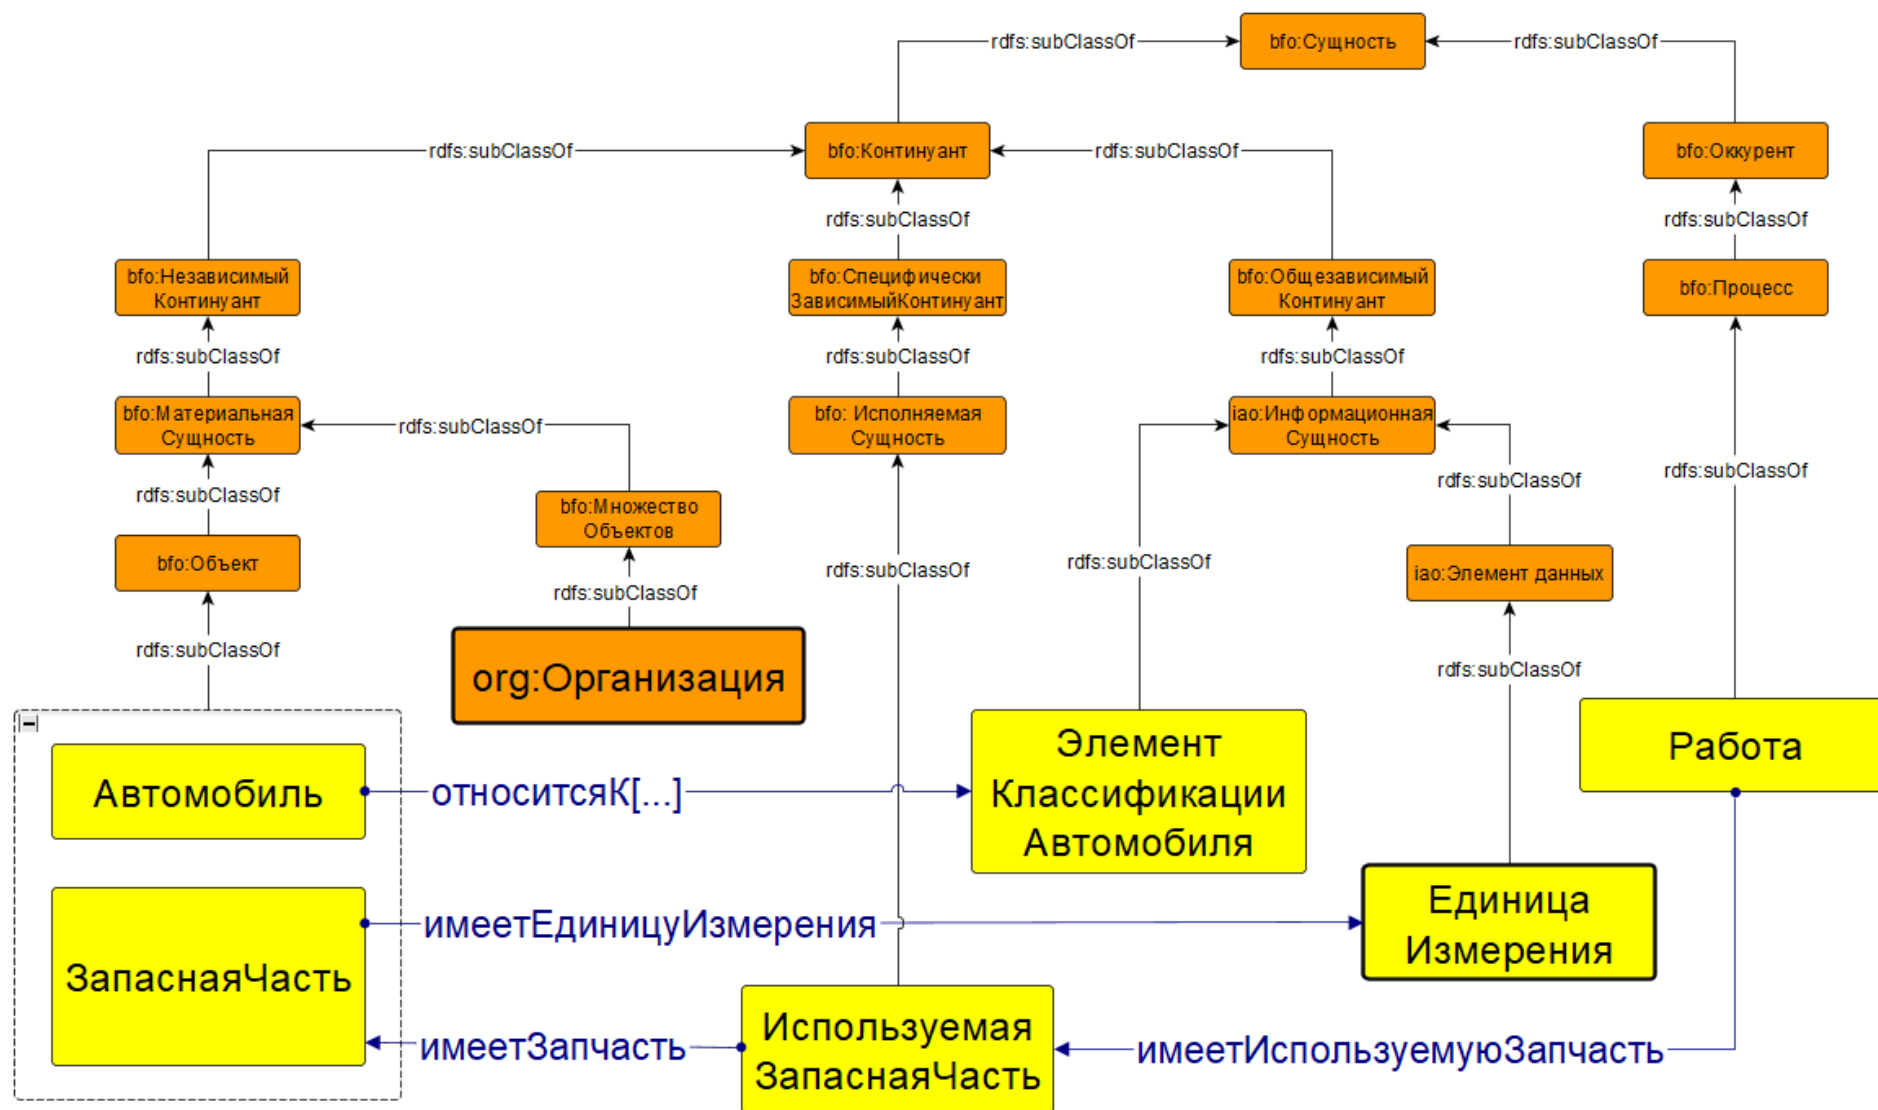 rdfs:subClassOf
bfo:Сущность
rdfs:subClassOf
rdfs:subClassOf
bfo:Континуант
rdfs:subClassOf
bfo:Оккурент
rdfs:subClassOf
rdfs:subClassOf
bfo:Независимый
Континуант
bfo:Специфически
ЗависимыйКонтинуант
bfo:Общезависимый
Континуант
bfo:Процесс
rdfs:subClassOf
rdfs:subClassOf
rdfs:subClassOf
bfo:Материальная
Сущность
rdfs:subClassOf
bfo: Исполняемая
Сущность
iao:Информационная
Сущность
rdfs:subClassOf
rdfs:subClassOf
rdfs:subClassOf
bfo:Множество
Объектов
bfo:Объект
rdfs:subClassOf
rdfs:subClassOf
iao:Элемент данных
rdfs:subClassOf
rdfs:subClassOf
rdfs:subClassOf
org:Организация
Элемент
Классификации
Автомобиля
Работа
Автомобиль
относитсяК[...]
Единица
Измерения
имеетЕдиницуИзмерения
ЗапаснаяЧасть
имеетЗапчасть
Используемая
ЗапаснаяЧасть
имеетИспользуемуюЗапчасть